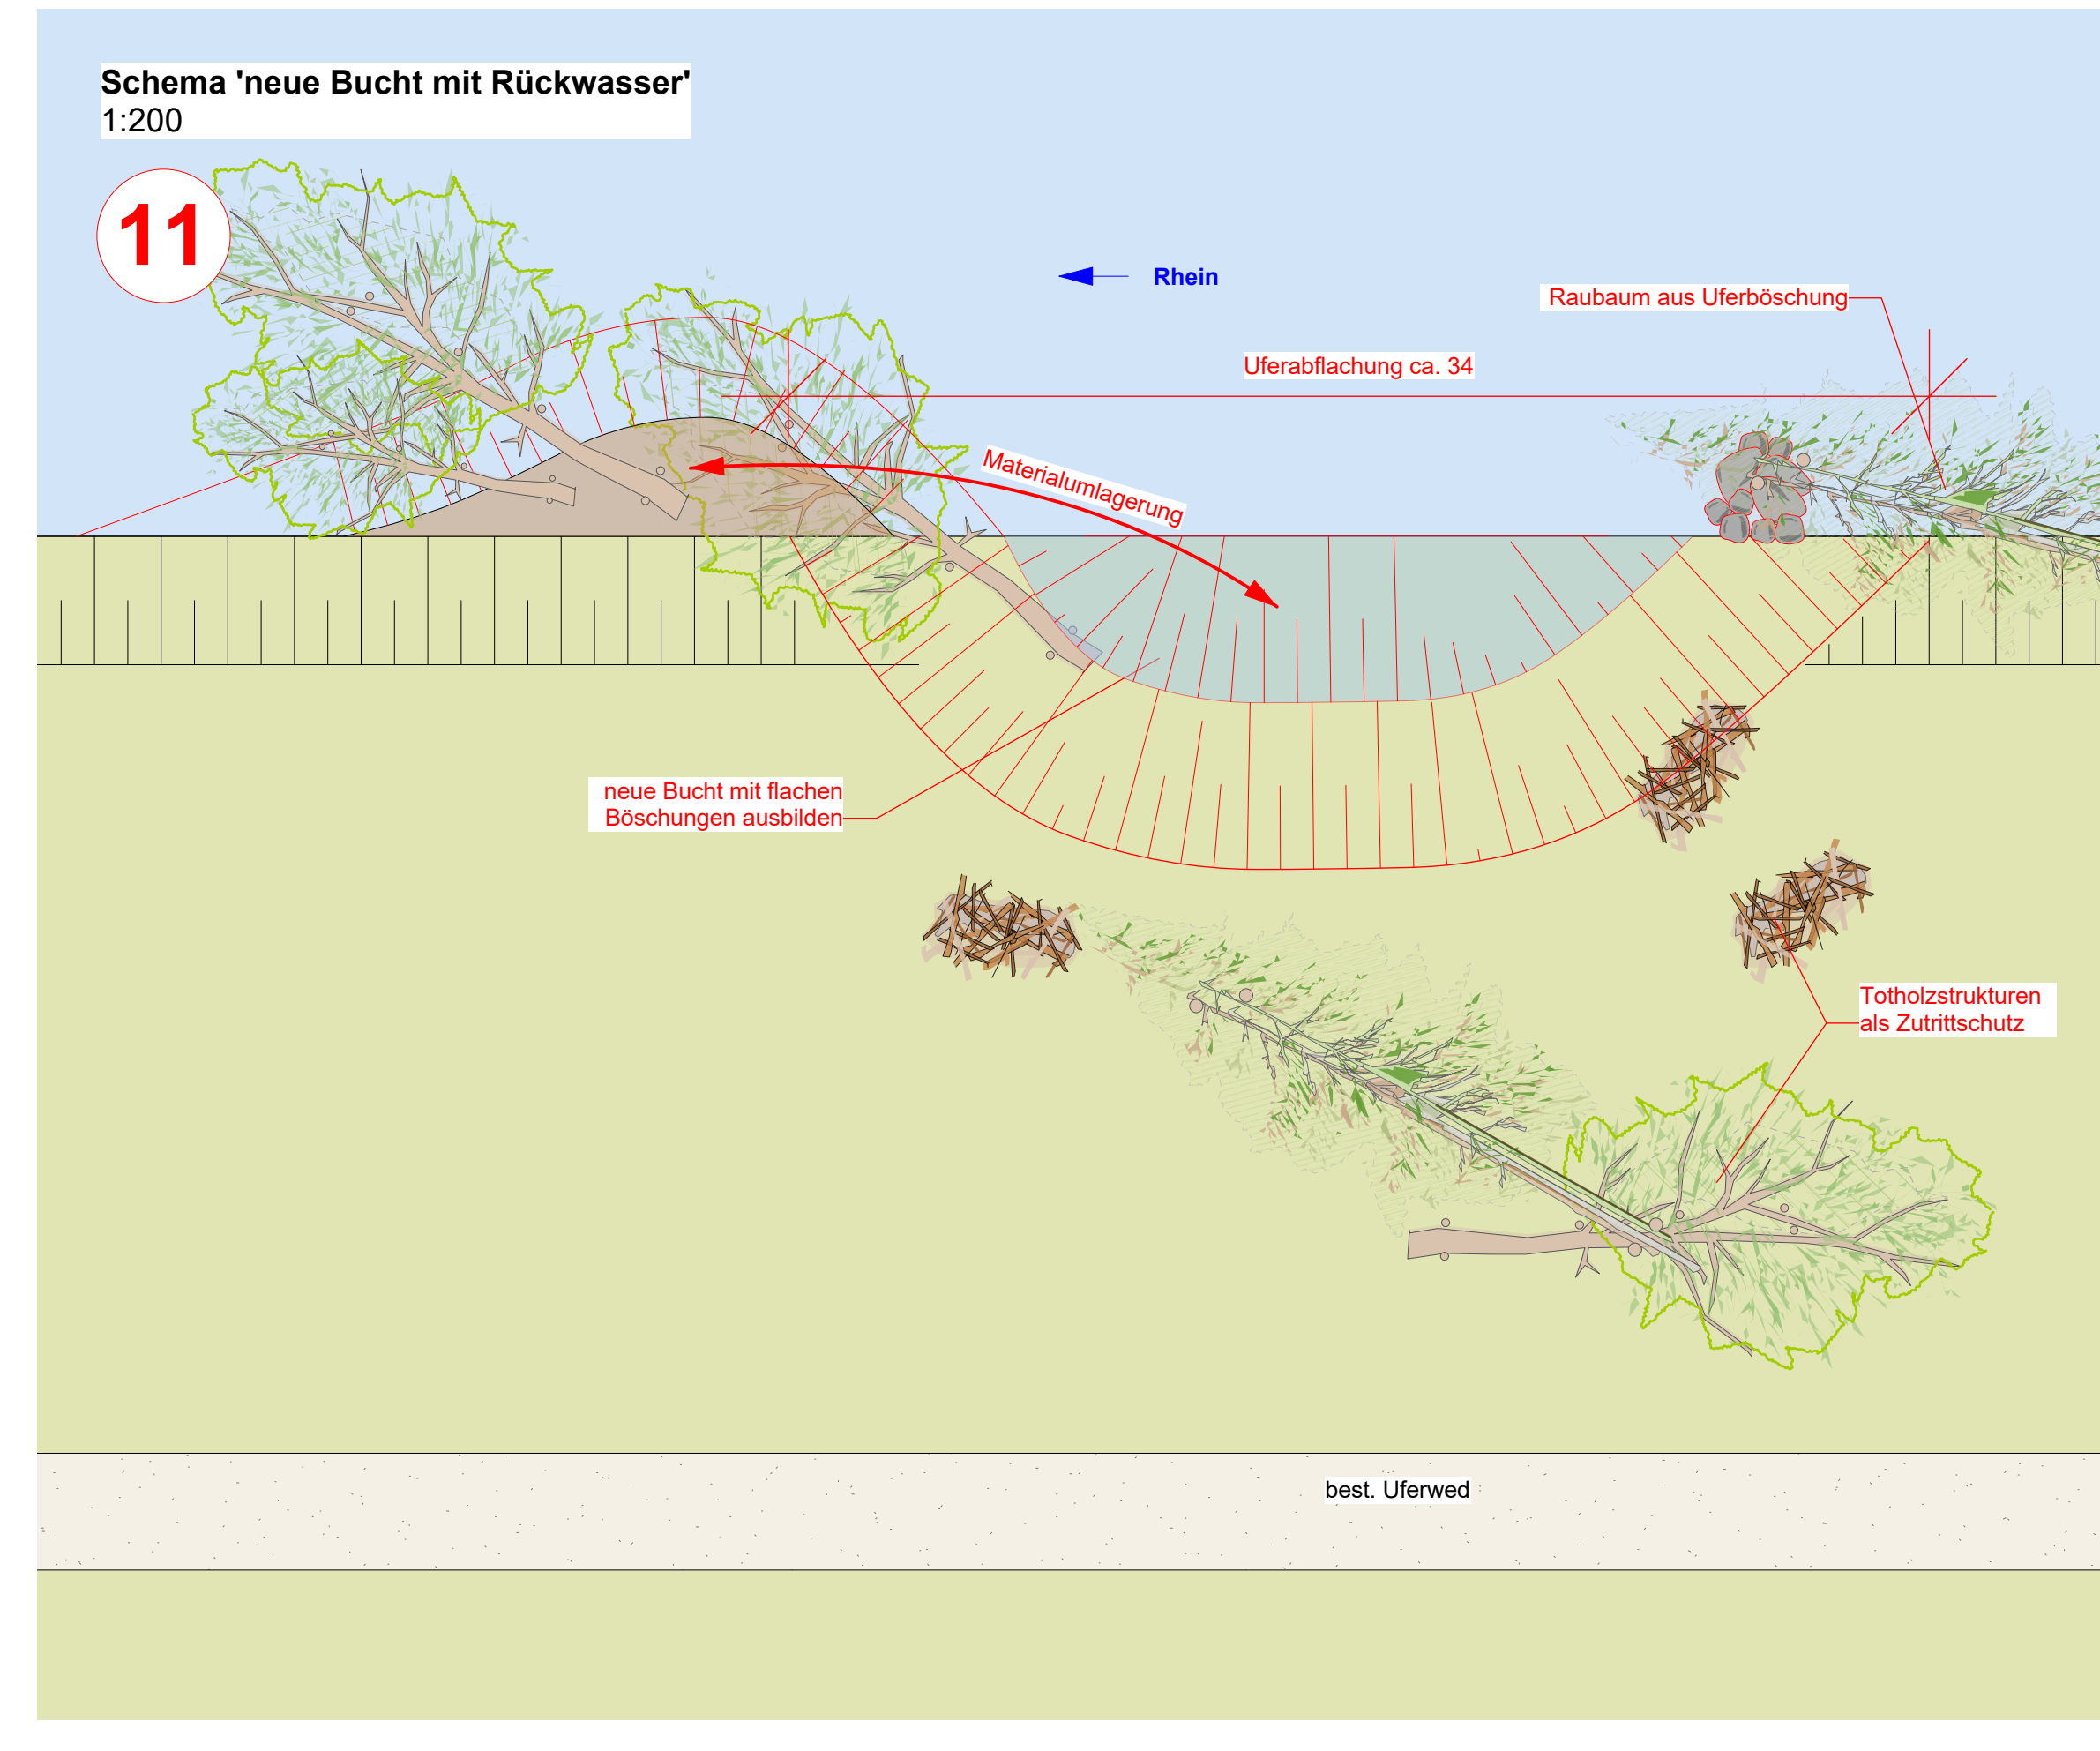 Schema 'neue Bucht mit Rückwasser'
1:200
11
Rhein
Raubaum aus Uferböschung
Uferabflachung ca. 34
Materialumlagerung
neue Bucht mit flachen
Böschungen ausbilden
Totholzstrukturen
als Zutrittschutz
best. Uferwed